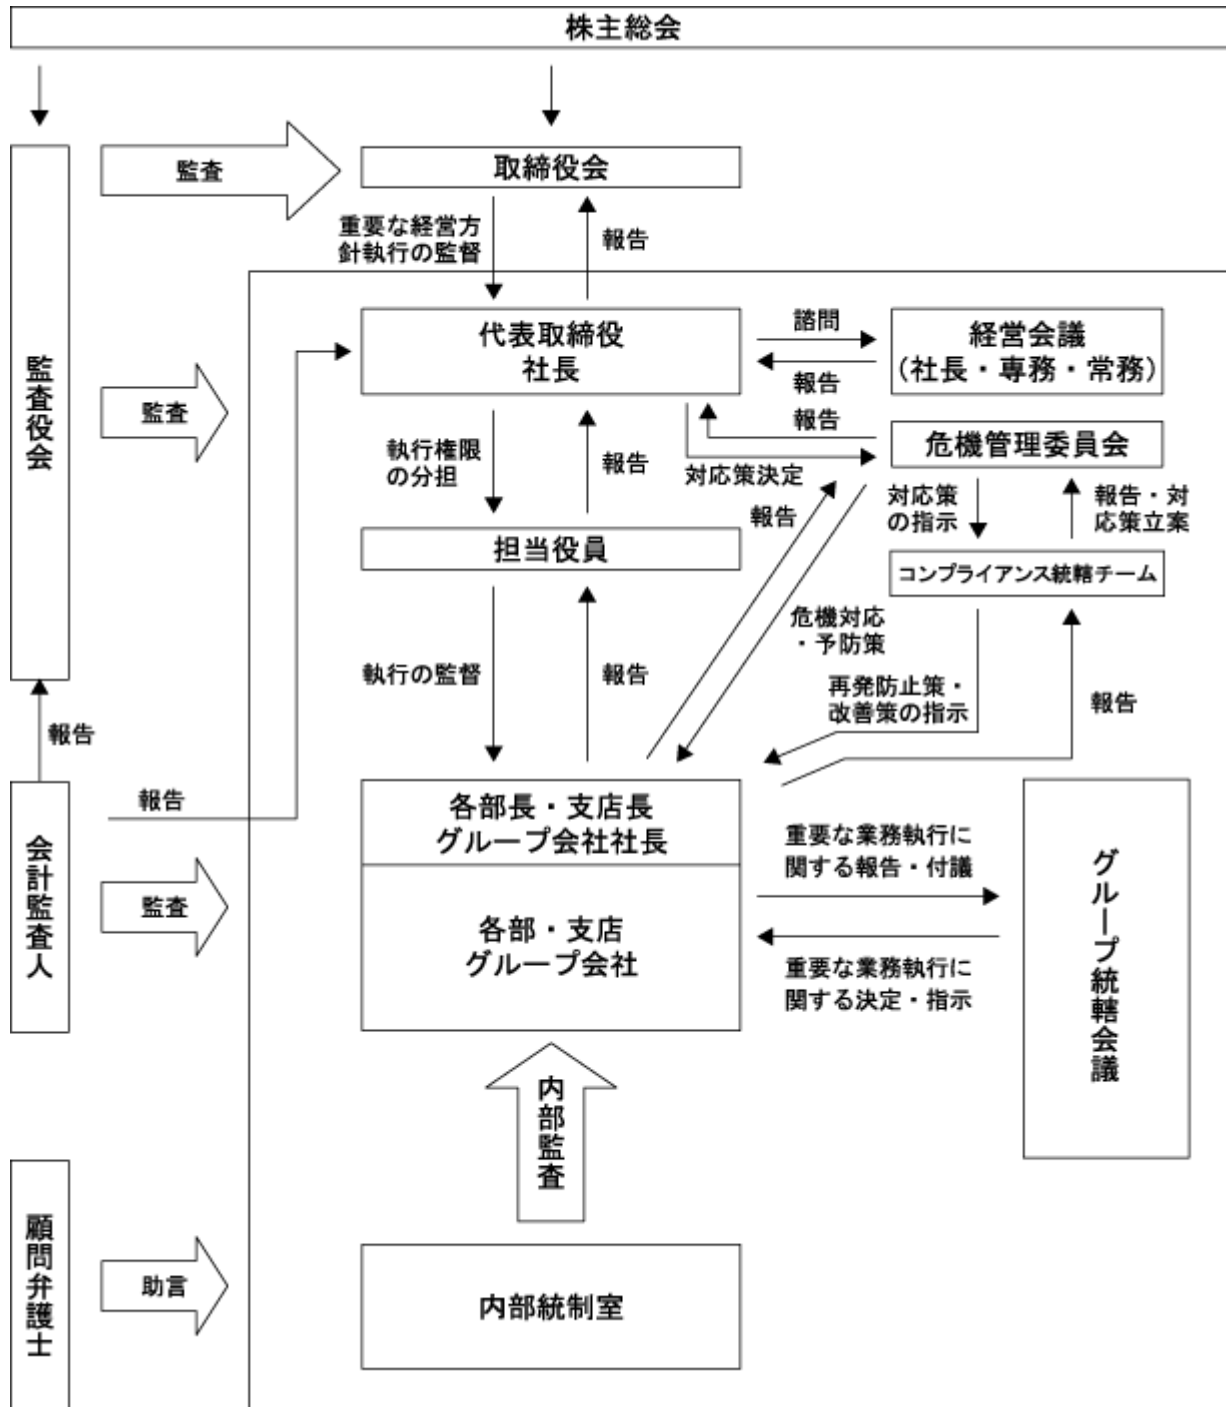 株主総会
監査
取締役会
重要な経営方
針執行の監督
報告
監査役会
代表取締役
社長
諮問
報告
経営会議
(社長・専務・常務)
監査
執行権限
の分担
報告
報告
対応策決定
危機管理委員会
報告
対応策
の指示
報告・対
応策立案
担当役員
コンプライアンス統轄チーム
危機対応
・予防策
執行の監督
報告
再発防止策・
改善策の指示
報告
報告
報告
会計監査人
監査
各部長・支店長
グループ会社社長
各部・支店
グループ会社
重要な業務執行に
関する報告・付議
重要な業務執行に
関する決定・指示
グループ統轄会議
内部監査
顧問弁護士
助言
内部統制室